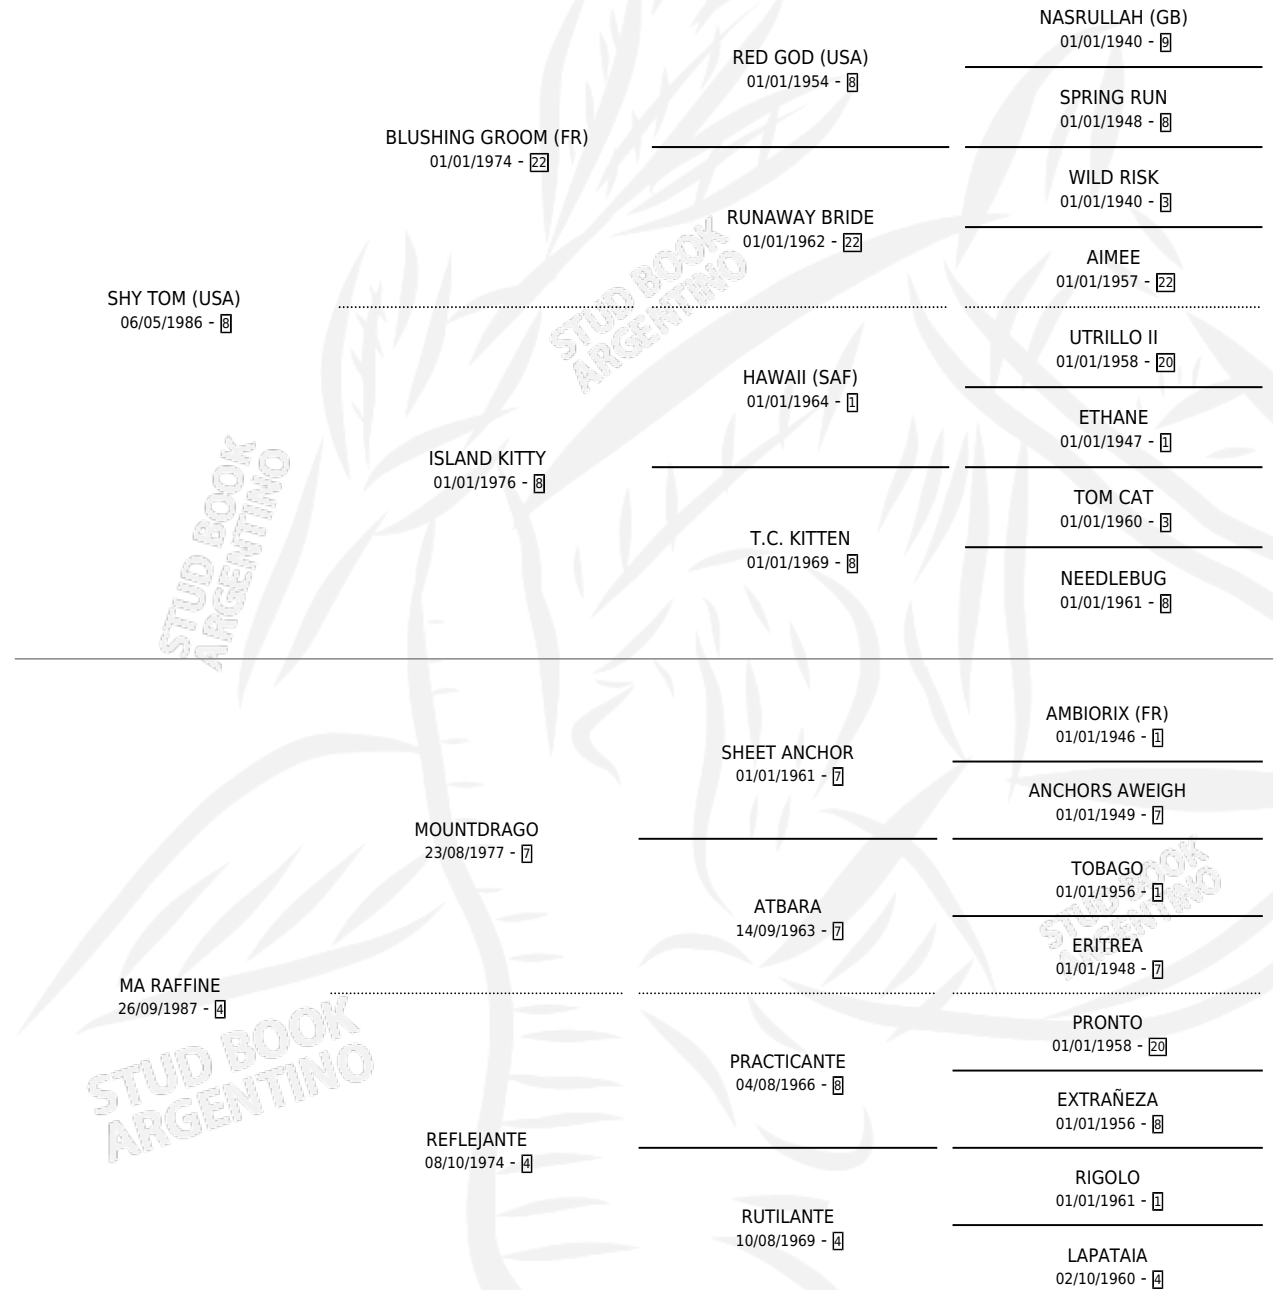 NASRULLAH (GB)
01/01/1940 - 9
RED GOD (USA)
01/01/1954 - 8
SPRING RUN
01/01/1948 - 8
BLUSHING GROOM (FR)
01/01/1974 - 22
WILD RISK
01/01/1940 - 3
RUNAWAY BRIDE
01/01/1962 - 22
AIMEE
01/01/1957 - 22
SHY TOM (USA)
06/05/1986 - 8
UTRILLO II
01/01/1958 - 20
HAWAII (SAF)
01/01/1964 - 1
ETHANE
01/01/1947 - 1
ISLAND KITTY
01/01/1976 - 8
TOM CAT
01/01/1960 - 3
T.C. KITTEN
01/01/1969 - 8
NEEDLEBUG
01/01/1961 - 8
AMBIORIX (FR)
01/01/1946 - 1
SHEET ANCHOR
01/01/1961 - 7
ANCHORS AWEIGH
01/01/1949 - 7
MOUNTDRAGO
23/08/1977 - 7
TOBAGO
01/01/1956 - 1
ATBARA
14/09/1963 - 7
ERITREA
01/01/1948 - 7
MA RAFFINE
26/09/1987 - 4
PRONTO
01/01/1958 - 20
PRACTICANTE
04/08/1966 - 8
EXTRAÑEZA
01/01/1956 - 8
REFLEJANTE
08/10/1974 - 4
RIGOLO
01/01/1961 - 1
RUTILANTE
10/08/1969 - 4
LAPATAIA
02/10/1960 - 4
STUD BOOK
ARGENTINO
STUD BOOK
ARGENTINO
STUD BOOK
ARGENTINO
STUD BOOK
ARGENTINO